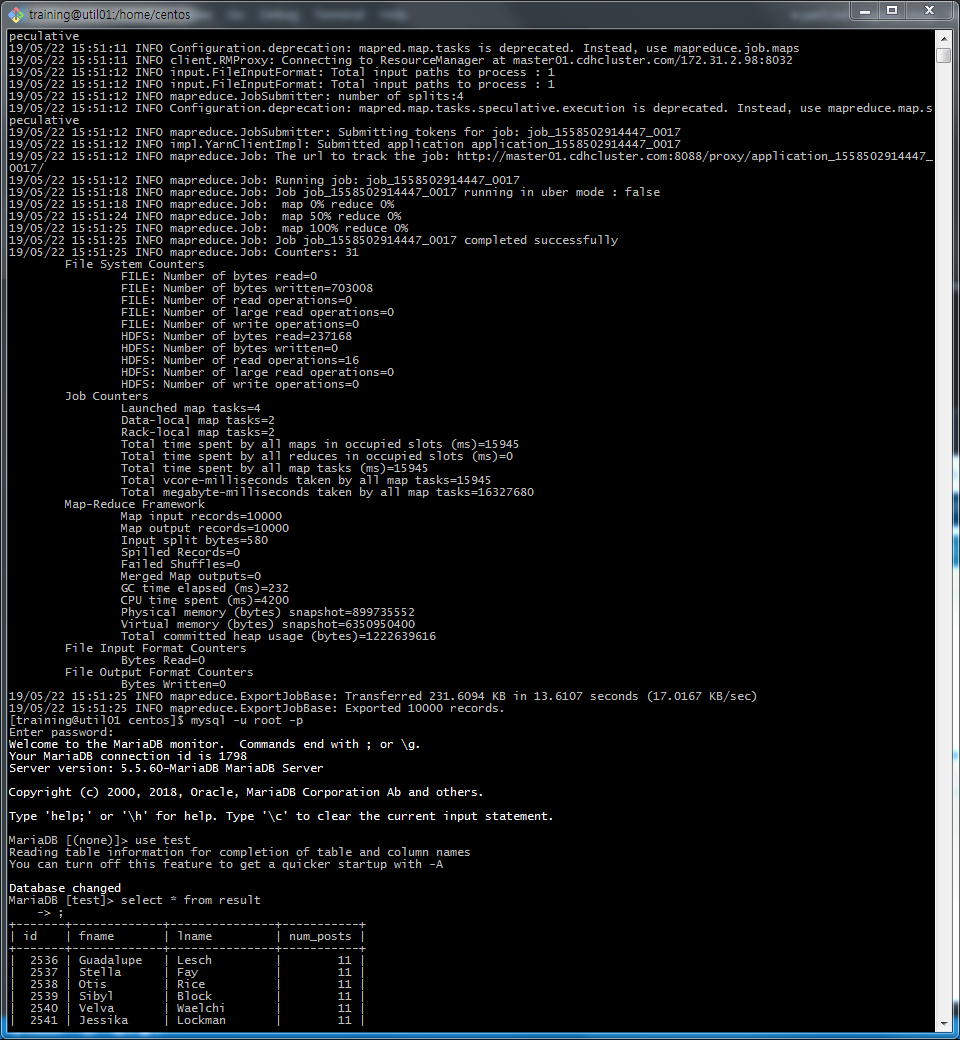 training@util01:/home/centos
peculative
19/05/22 15:51:11 INFO Configuration.deprecation: mapred.map.tasks is deprecated. Instead, use mapreduce.job.maps
19/05/22 15:51:11 INFO client.RMProxy: Connecting to ResourceManager at master01.cdhcluster.com/172.31.2.98:8032
19/05/22 15:51:12 INFO input.FileInputFormat: Total input paths to process : 1
19/05/22 15:51:12 INFO input.FileInputFormat: Total input paths to process : 1
19/05/22 15:51:12 INFO mapreduce.JobSubmitter: number of splits:4
19/05/22 15:51:12 INFO Configuration.deprecation: mapred.map.tasks.speculative.execution is deprecated. Instead, use mapreduce.map.s
peculative
19/05/22 15:51:12 INFO mapreduce.JobSubmitter: Submitting tokens for job: job_1558502914447_0017
19/05/22 15:51:12 INFO impl.YarnClientImpl: Submitted application application_1558502914447_0017
19/05/22 15:51:12 INFO mapreduce.Job: The url to track the job: http://master01.cdhcluster.com:8088/proxy/application_1558502914447_
0017/
19/05/22 15:51:12 INFO mapreduce.Job: Running job: job_1558502914447_0017
19/05/22 15:51:18 INFO mapreduce.Job: Job job_1558502914447_0017 running in uber mode : false
19/05/22 15:51:18 INFO mapreduce.Job:  map 0% reduce 0%
19/05/22 15:51:24 INFO mapreduce.Job:  map 50% reduce 0%
19/05/22 15:51:25 INFO mapreduce.Job:  map 100% reduce 0%
19/05/22 15:51:25 INFO mapreduce.Job: Job job_1558502914447_0017 completed successfully
19/05/22 15:51:25 INFO mapreduce.Job: Counters: 31
File System Counters
FILE: Number of bytes read=0
FILE: Number of bytes written=703008
FILE: Number of read operations=0
FILE: Number of large read operations=0
FILE: Number of write operations=0
HDFS: Number of bytes read=237168
HDFS: Number of bytes written=0
HDFS: Number of read operations=16
HDFS: Number of large read operations=0
HDFS: Number of write operations=0
Job Counters
Launched map tasks=4
Data-local map tasks=2
Rack-local map tasks=2
Total time spent by all maps in occupied slots (ms)=15945
Total time spent by all reduces in occupied slots (ms)=0
Total time spent by all map tasks (ms)=15945
Total vcore-milliseconds taken by all map tasks=15945
Total megabyte-milliseconds taken by all map tasks=16327680
Map-Reduce Framework
Map input records=10000
Map output records=10000
Input split bytes=580
Spilled Records=0
Failed Shuffles=0
Merged Map outputs=0
GC time elapsed (ms)=232
CPU time spent (ms)=4200
Physical memory (bytes) snapshot=899735552
Virtual memory (bytes) snapshot=6350950400
Total committed heap usage (bytes)=1222639616
File Input Format Counters
Bytes Read=0
File Output Format Counters
Bytes Written=0
19/05/22 15:51:25 INFO mapreduce.ExportJobBase: Transferred 231.6094 KB in 13.6107 seconds (17.0167 KB/sec)
19/05/22 15:51:25 INFO mapreduce.ExportJobBase: Exported 10000 records.
[training@util01 centos]$ mysql -u root -p
Enter password:
Welcome to the MariaDB monitor.  Commands end with ; or \g.
Your MariaDB connection id is 1798
Server version: 5.5.60-MariaDB MariaDB Server
Copyright (c) 2000, 2018, Oracle, MariaDB Corporation Ab and others.
Type 'help;' or '\h' for help. Type '\c' to clear the current input statement.
MariaDB [(none)]> use test
Reading table information for completion of table and column names
You can turn off this feature to get a quicker startup with -A
Database changed
MariaDB [test]> select * from result
-> ;
+-------+------------+--------------+-----------+
| id    | fname      | lname        | num_posts |
+-------+------------+--------------+-----------+
|  2536 | Guadalupe  | Lesch        |        11 |
|  2537 | Stella     | Fay          |        11 |
|  2538 | Otis       | Rice         |        11 |
|  2539 | Sibyl      | Block        |        11 |
|  2540 | Velva      | Waelchi      |        11 |
|  2541 | Jessika    | Lockman      |        11 |